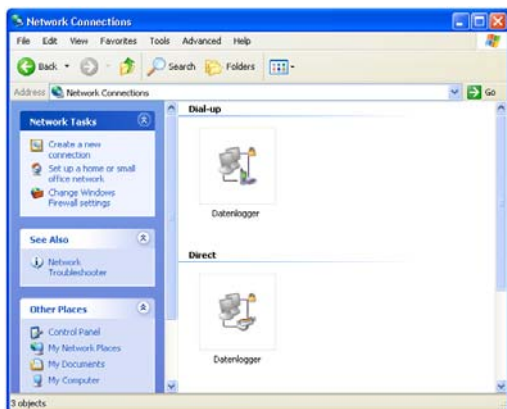 Network Connections
File Edit View Favorites Tools Advanced Help
Back Search Folders
Address Network Connections Go
Network Tasks
Create a new
connection
Set up a home or small
office network
Change Windows
Firewall settings
See Also
Network
Troubleshooter
Other Places
Control Panel
My Network Places
My Documents
My Computer
Dial-up
Datenlogger
Direct
Datenlogger
3 objects